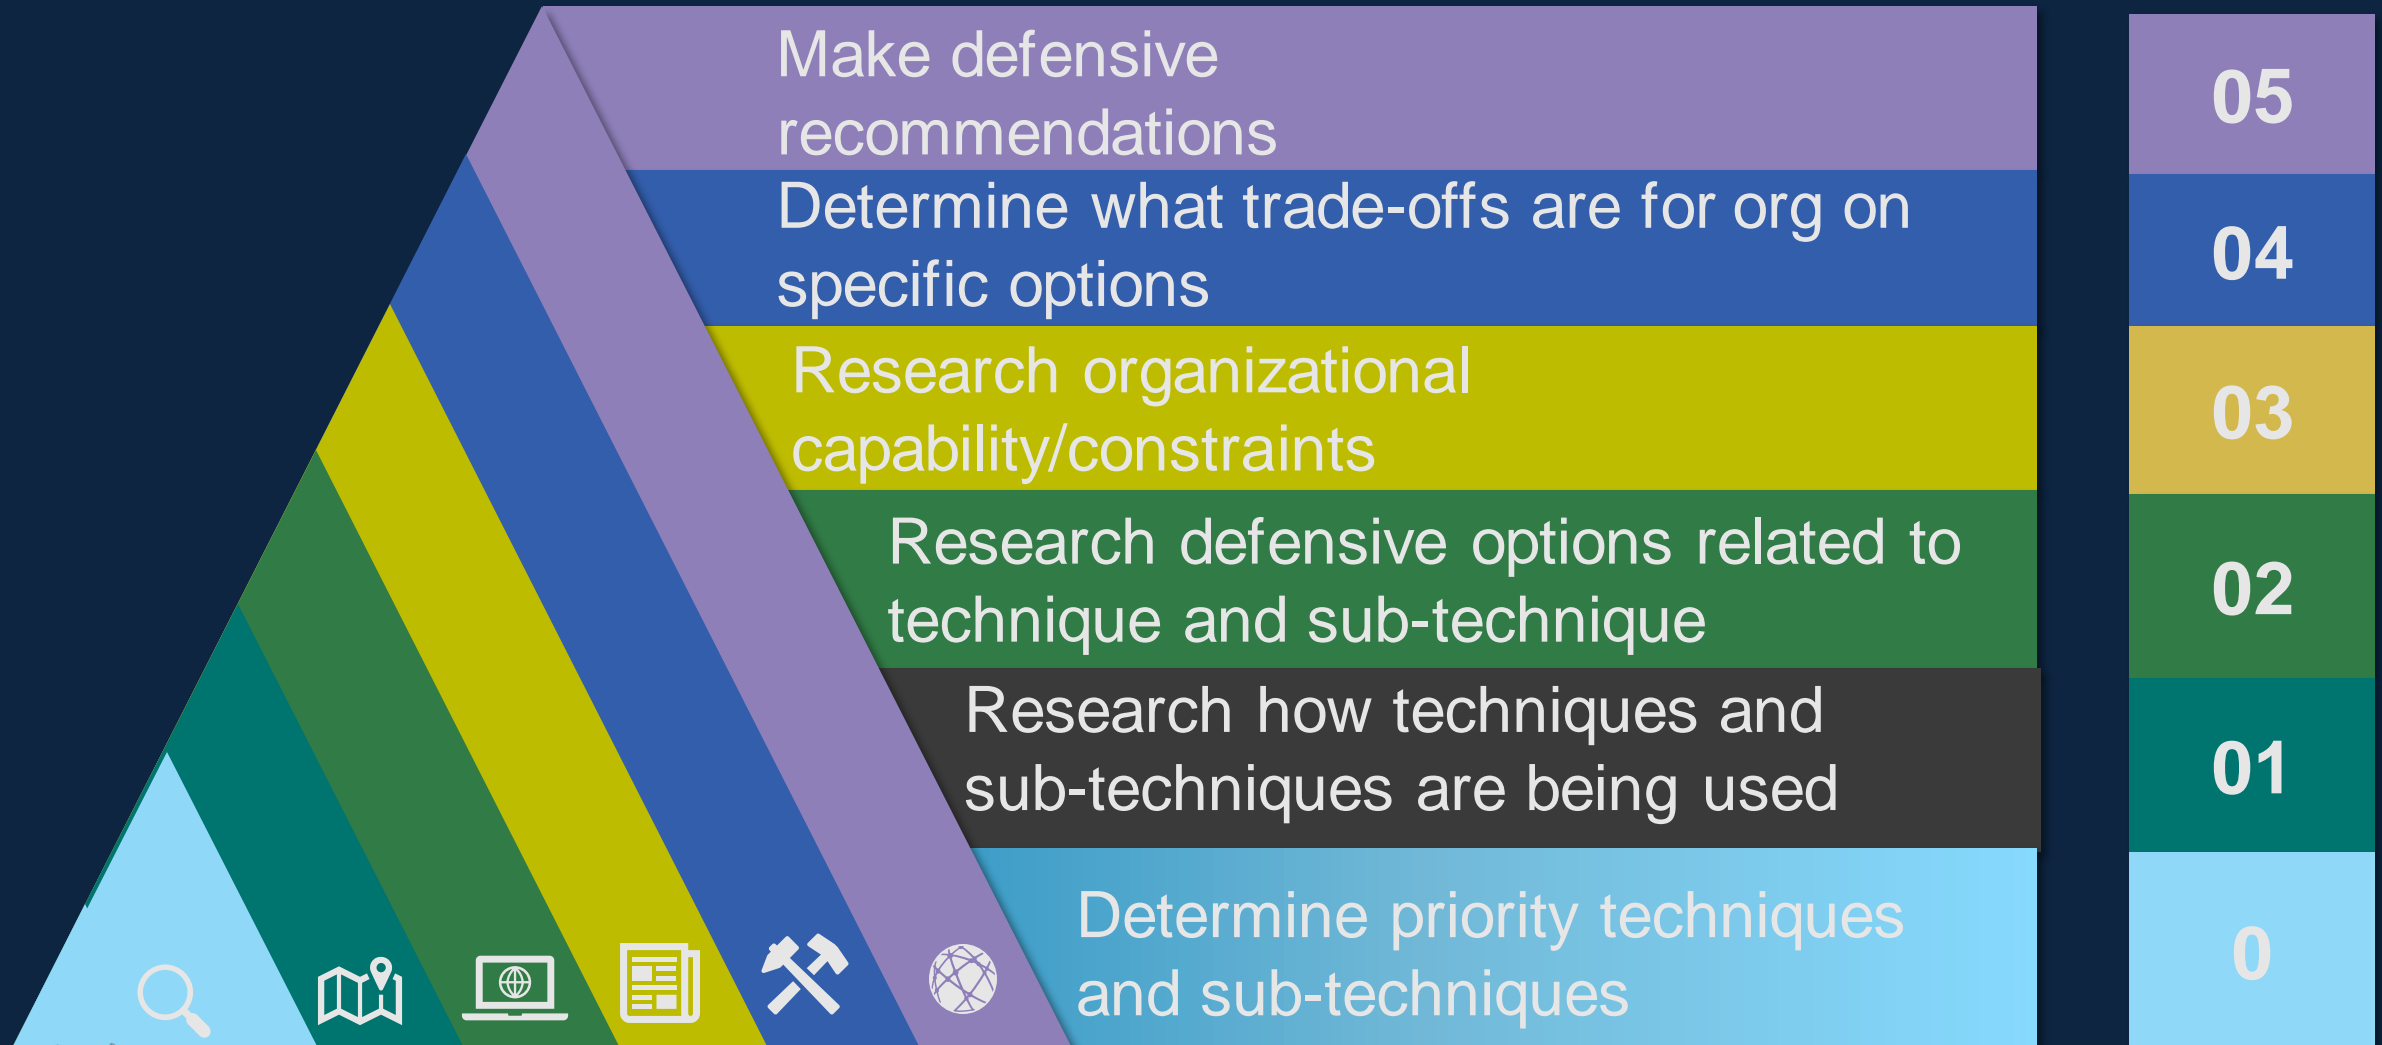 Make defensive
recommendations
05
Determine what trade-offs are for org on
specific options
04
Research organizational
capability/constraints
03
Research defensive options related to
technique and sub-technique
02
Research how techniques and
sub-techniques are being used
01
Determine priority techniques
and sub-techniques
0